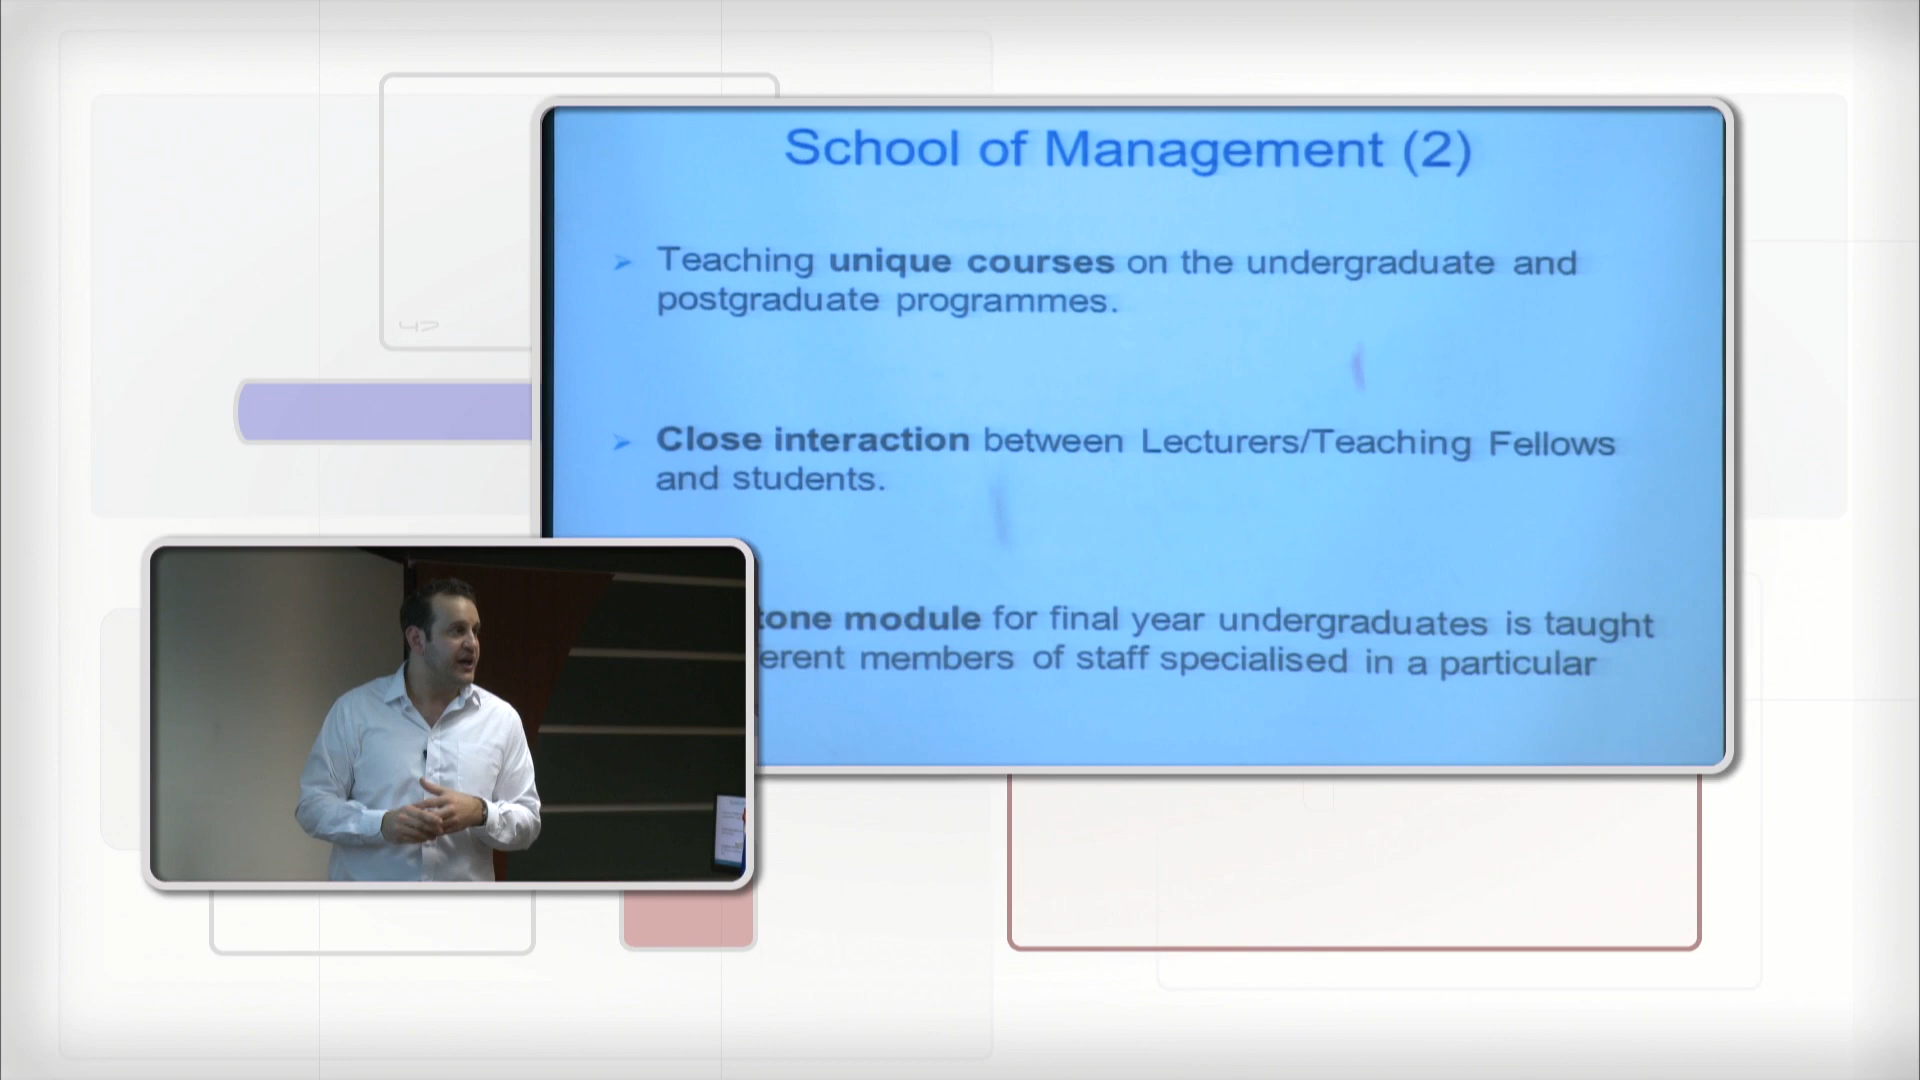 School of Management (2)
Teaching unique courses on the undergraduate and
postgraduate programmes.
Close interaction between Lecturers/Teaching Fellows
and students.
tone module for final year undergraduates is taught
erent members of staff specialised in a particular